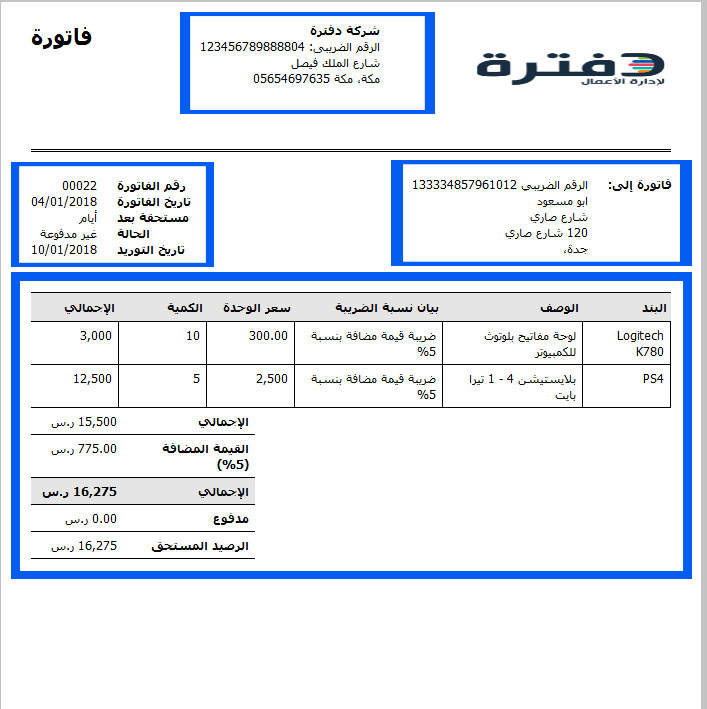 دفترة
لإدارة الأعمال
شركة دفترة
الرقم الضريبي: 123456789888804
شارع الملك فيصل
مكة، مكة 05654697635
فاتورة
فاتورة إلى: الرقم الضريبي 133334857961012
ابو مسعود
شارع صاري
120 شارع صاري
جدة،
رقم الفاتورة 00022
تاريخ الفاتورة 04/01/2018
مستحقة بعد أيام
الحالة غير مدفوعة
تاريخ التوريد 10/01/2018
البند الوصف بيان نسبة الضريبة سعر الوحدة الكمية الإجمالي
Logitech K780 لوحة مفاتيح بلوتوث للكمبيوتر ضريبة قيمة مضافة بنسبة 5% 300.00 10 3,000
PS4 بلايستيشن 4 - 1 تيرا بايت ضريبة قيمة مضافة بنسبة 5% 2,500 5 12,500
الإجمالي 15,500 ر.س
القيمة المضافة (5%) 775.00 ر.س
الإجمالي 16,275 ر.س
مدفوع 0.00 ر.س
الرصيد المستحق 16,275 ر.س